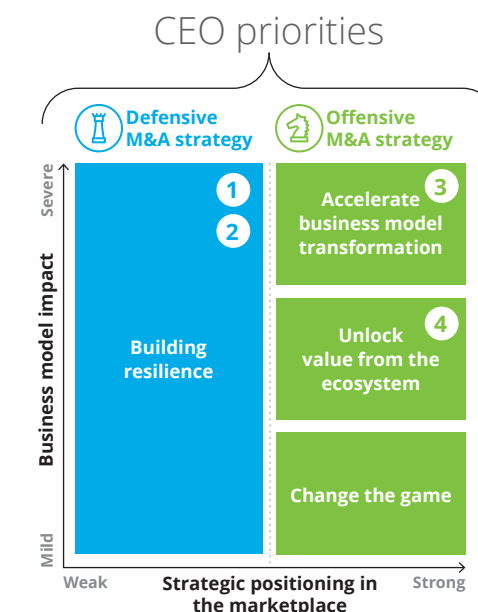 CEO priorities
Defensive
M&A strategy
Offensive
M&A strategy
Severe
Business model impact
Mild
1
2
Building
resilience
3
Accelerate
business model
transformation
4
Unlock
value from the
ecosystem
Change the game
Weak
Strategic positioning in
the marketplace
Strong